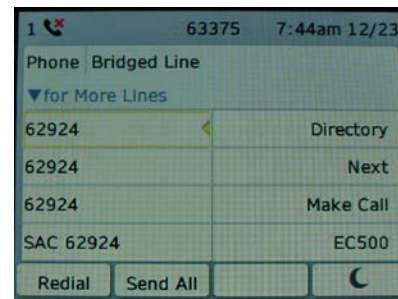 1 63375 7:44am 12/23
Phone Bridged Line
▼for More Lines
62924 Directory
62924 Next
62924 Make Call
SAC 62924 EC500
Redial Send All